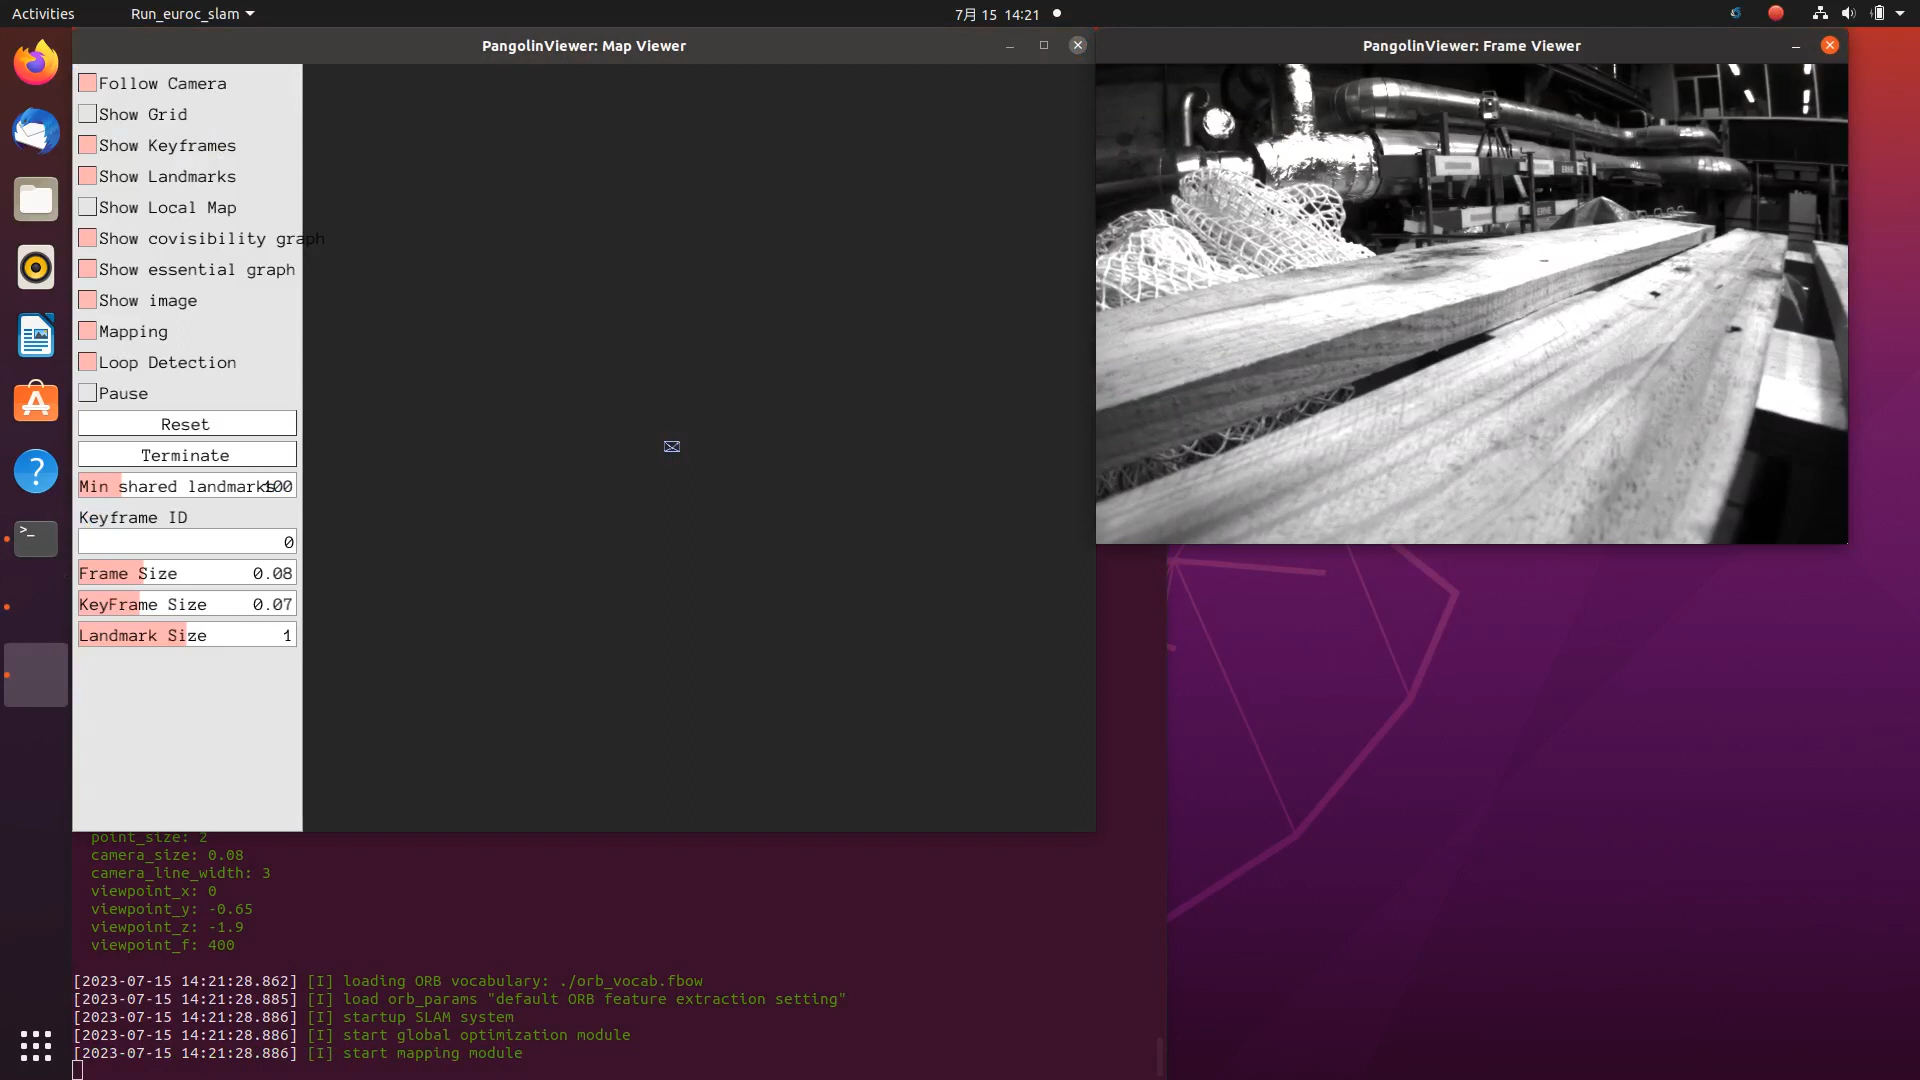 Activities
Run_euroc_slam
7月 15 14:21
PangolinViewer: Map Viewer
PangolinViewer: Frame Viewer
Follow Camera
Show Grid
Show Keyframes
Show Landmarks
Show Local Map
Show covisibility graph
Show essential graph
Show image
Mapping
Loop Detection
Pause
Reset
Terminate
Min shared landmarks 100
Keyframe ID
0
Frame Size 0.08
KeyFrame Size 0.07
Landmark Size 1
point_size: 2
camera_size: 0.08
camera_line_width: 3
viewpoint_x: 0
viewpoint_y: -0.65
viewpoint_z: -1.9
viewpoint_f: 400
[2023-07-15 14:21:28.862] [I] loading ORB vocabulary: ./orb_vocab.fbow
[2023-07-15 14:21:28.885] [I] load orb_params "default ORB feature extraction setting"
[2023-07-15 14:21:28.886] [I] startup SLAM system
[2023-07-15 14:21:28.886] [I] start global optimization module
[2023-07-15 14:21:28.886] [I] start mapping module